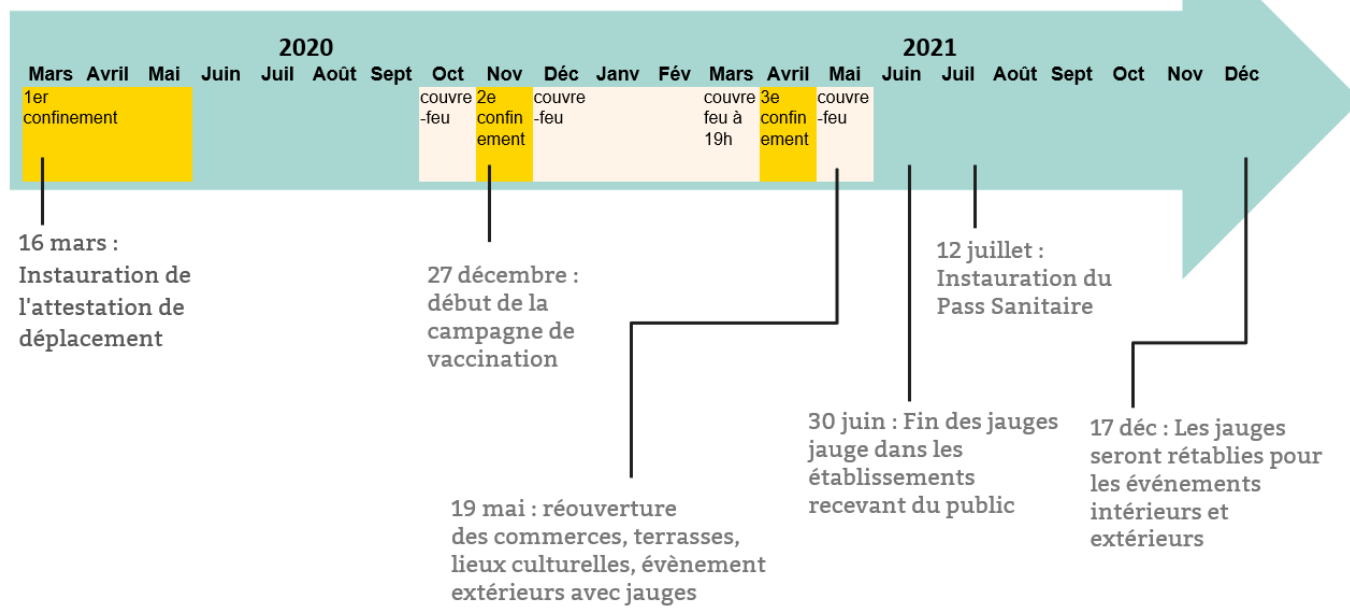 2020
2021
Mars Avril Mai Juin Juil Août Sept Oct Nov Déc Janv Fév Mars Avril Mai Juin Juil Août Sept Oct Nov Déc
1er
confinement
couvre
-feu
2e
confin
ement
couvre
-feu
couvre
feu à
19h
3e
confin
ement
couvre
-feu
16 mars :
Instauration de
l'attestation de
déplacement
27 décembre :
début de la
campagne de
vaccination
19 mai : réouverture
des commerces, terrasses,
lieux culturelles, évènement
extérieurs avec jauges
30 juin : Fin des jauges
jauge dans les
établissements
recevant du public
12 juillet :
Instauration du
Pass Sanitaire
17 déc : Les jauges
seront rétablies pour
les événements
intérieurs et
extérieurs